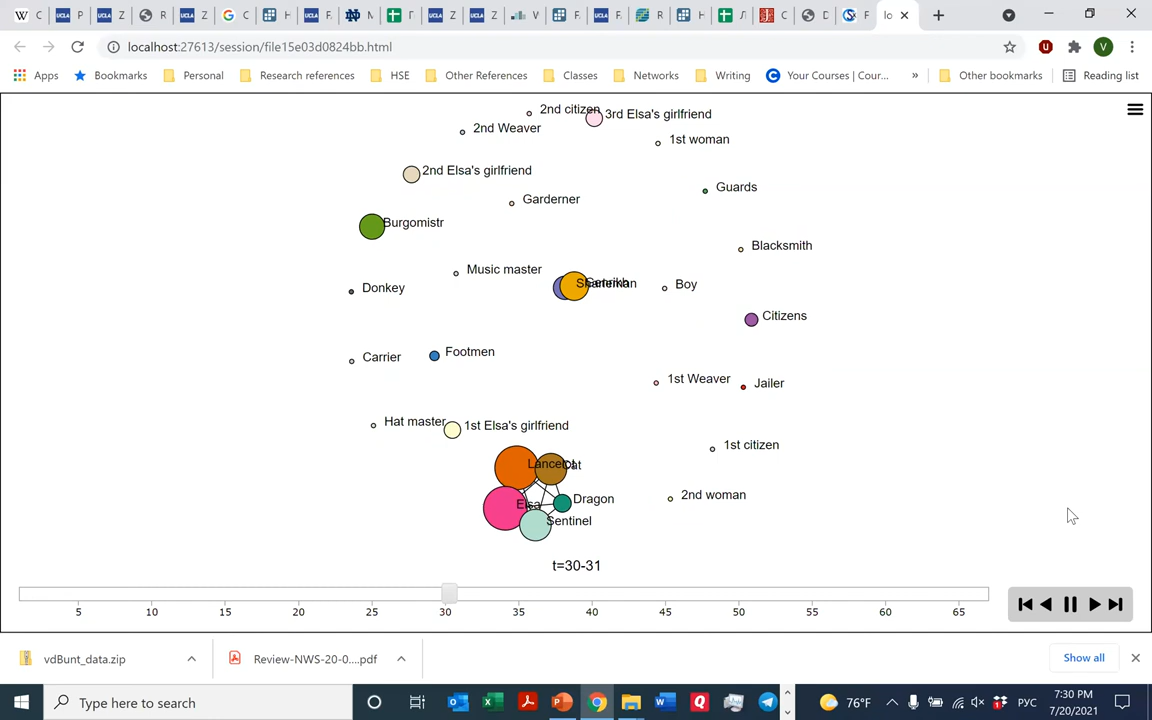 C P Z R Z G C H F M Z Z V F F R H Л C D F lo
localhost:27613/session/file15e03d0824bb.html
Apps Bookmarks Personal Research references HSE Other References Classes Networks Writing Your Courses | Cour... » Other bookmarks Reading list
2nd citizen
3rd Elsa's girlfriend
2nd Weaver
1st woman
2nd Elsa's girlfriend
Guards
Garderner
Burgomistr
Blacksmith
Music master
Boy
Donkey
Citizens
Footmen
Carrier
1st Weaver
Jailer
Hat master
1st Elsa's girlfriend
1st citizen
Lancelot
Cat
2nd woman
Dragon
Elsa
Sentinel
t=30-31
5 10 15 20 25 30 35 40 45 50 55 60 65
vdBunt_data.zip
Review-NWS-20-0....pdf
Show all
Type here to search
76°F
РУС
7:30 PM
7/20/2021